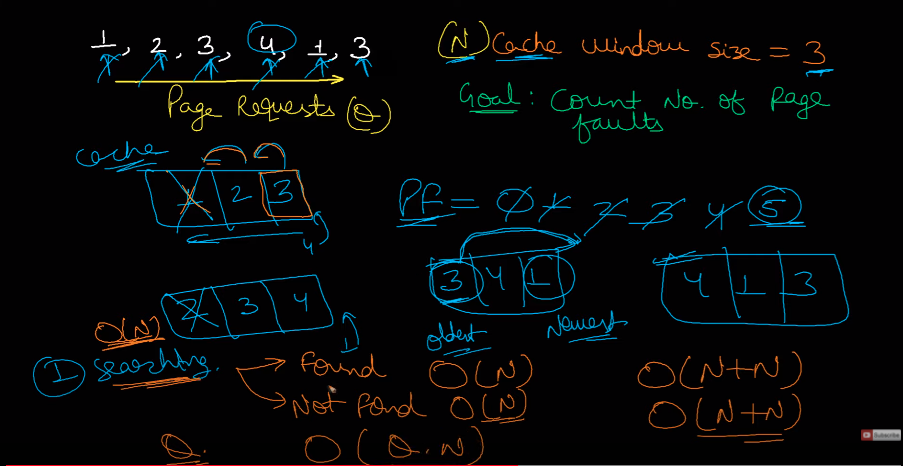 1, 2, 3, 4, 1, 3
Page Requests (Q)
(N) Cache window size = 3
Goal: Count No. of Page
faults
cache
1 2 3
4
PF = 0 1 2 3 4 5
3 4 1
oldest Newest
4 1 3
2 3 4
1
O(N)
1 Searching
Found O(N) O(N+N)
Not Fond O(N) O(N+N)
Q. O(Q.N)
Subscribe